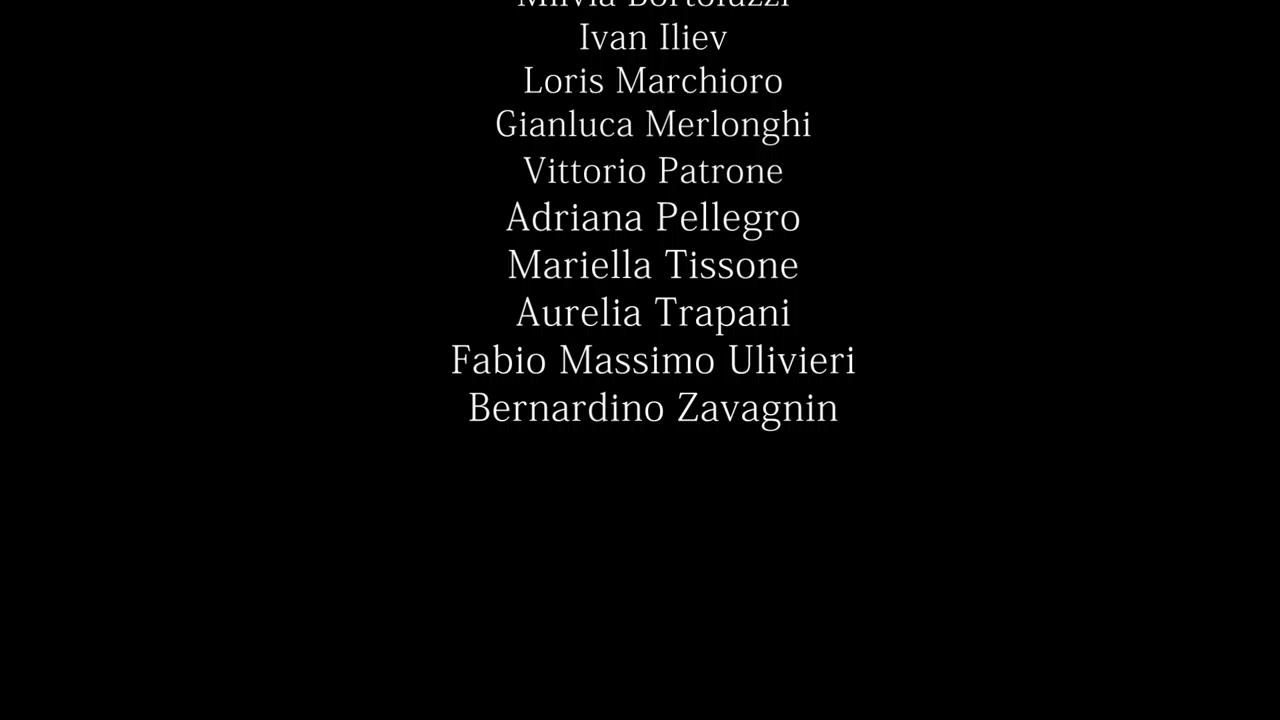 Ivan Iliev
Loris Marchioro
Gianluca Merlonghi
Vittorio Patrone
Adriana Pellegro
Mariella Tissone
Aurelia Trapani
Fabio Massimo Ulivieri
Bernardino Zavagnin